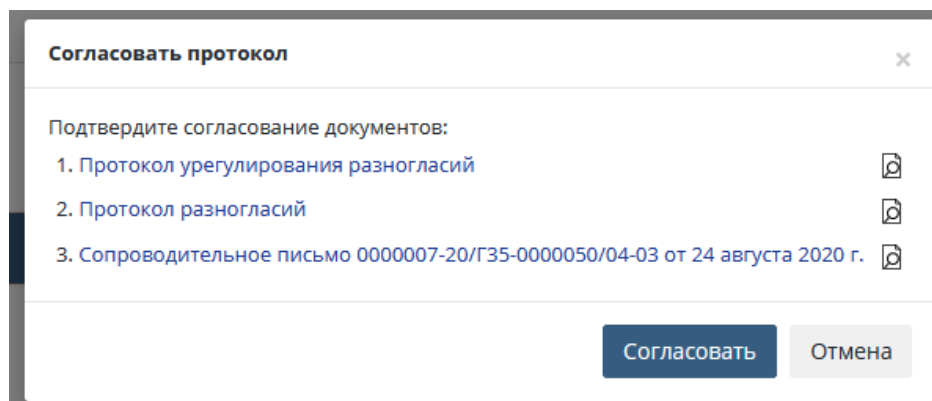 Согласовать протокол
×
Подтвердите согласование документов:
1. Протокол урегулирования разногласий
2. Протокол разногласий
3. Сопроводительное письмо 0000007-20/Г35-0000050/04-03 от 24 августа 2020 г.
Согласовать Отмена